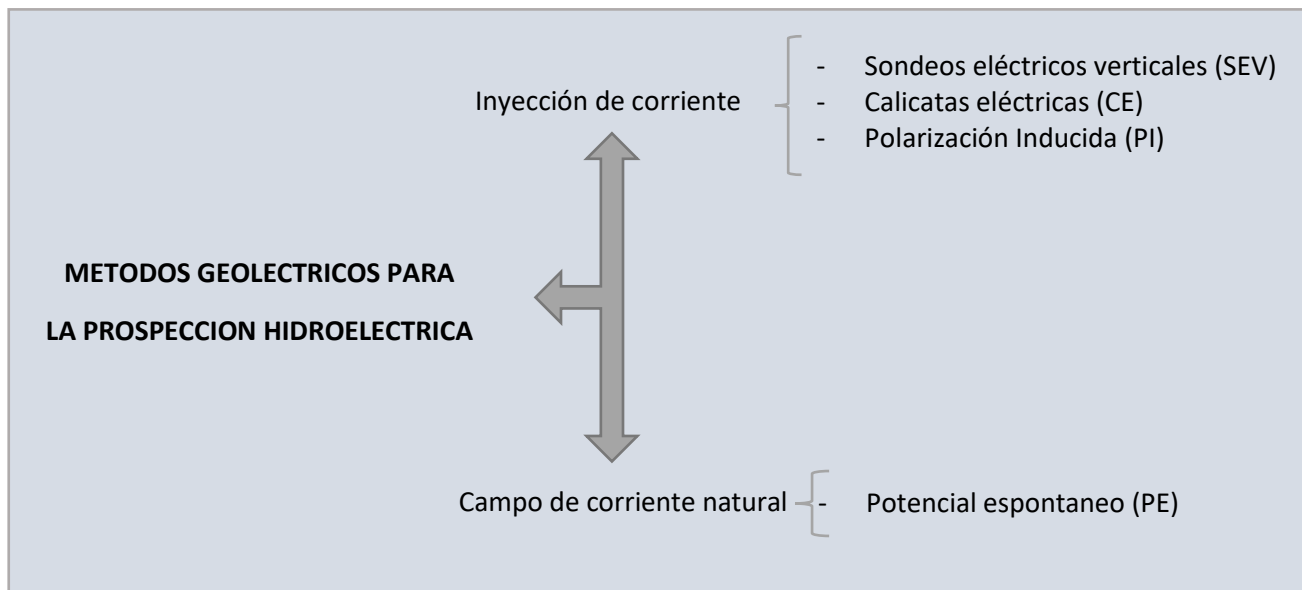 Inyección de corriente
- Sondeos eléctricos verticales (SEV)
- Calicatas eléctricas (CE)
- Polarización Inducida (PI)
METODOS GEOLECTRICOS PARA
LA PROSPECCION HIDROELECTRICA
Campo de corriente natural
- Potencial espontaneo (PE)